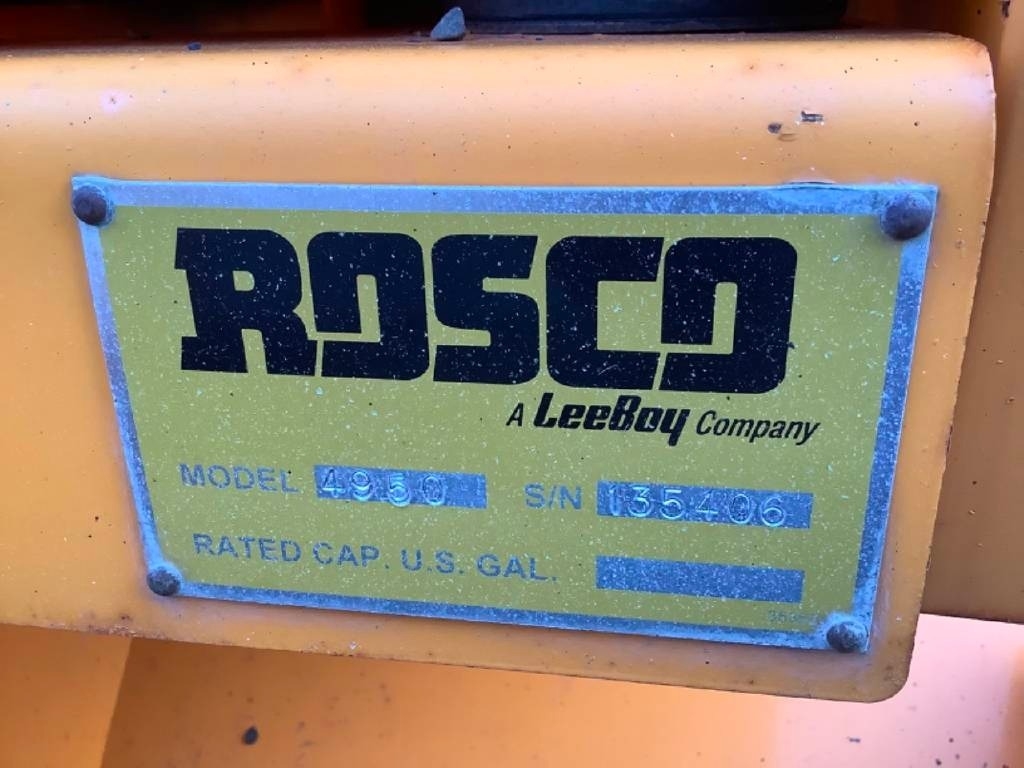 ROSCO
A LeeBoy Company
MODEL 4950 S/N 135406
RATED CAP. U.S. GAL.